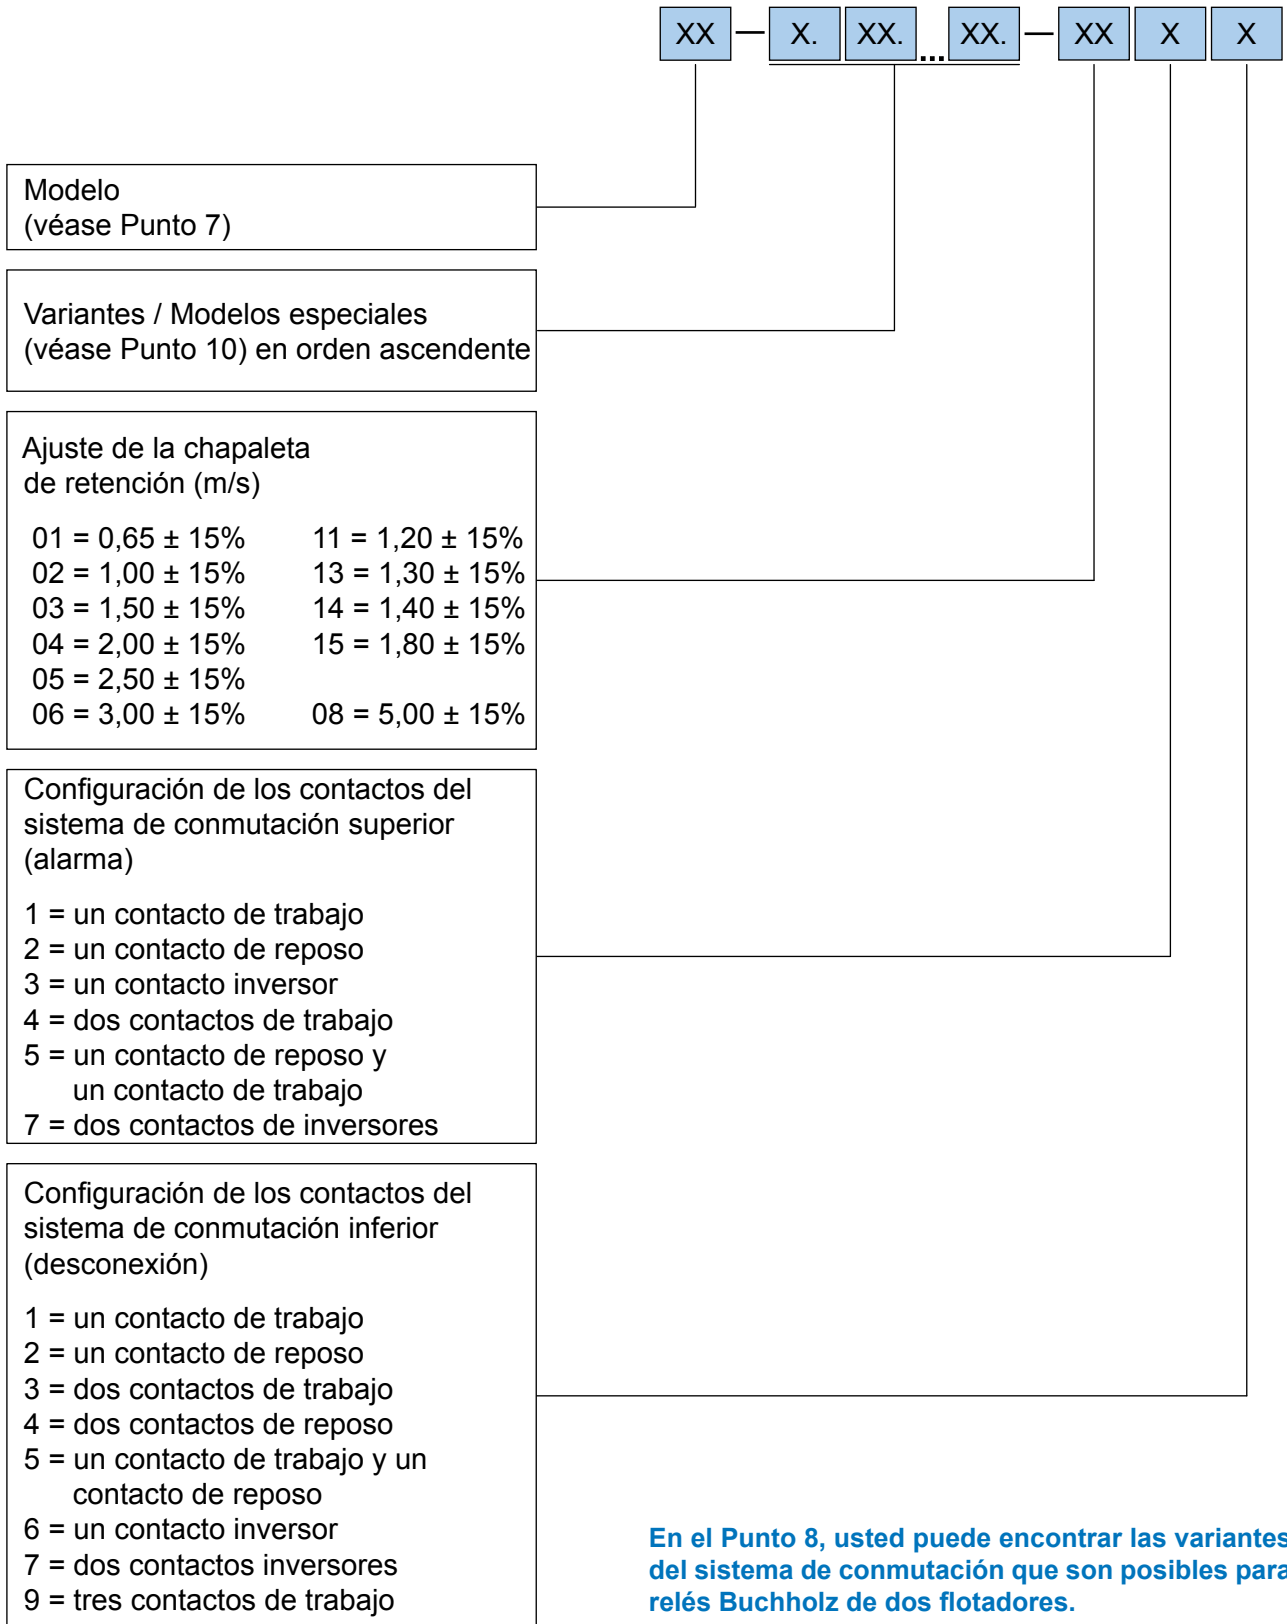 XX — X. XX. ... XX. — XX X X
Modelo
(véase Punto 7)
Variantes / Modelos especiales
(véase Punto 10) en orden ascendente
Ajuste de la chapaleta
de retención (m/s)
01 = 0,65 ± 15% 11 = 1,20 ± 15%
02 = 1,00 ± 15% 13 = 1,30 ± 15%
03 = 1,50 ± 15% 14 = 1,40 ± 15%
04 = 2,00 ± 15% 15 = 1,80 ± 15%
05 = 2,50 ± 15%
06 = 3,00 ± 15% 08 = 5,00 ± 15%
Configuración de los contactos del
sistema de conmutación superior
(alarma)
1 = un contacto de trabajo
2 = un contacto de reposo
3 = un contacto inversor
4 = dos contactos de trabajo
5 = un contacto de reposo y
un contacto de trabajo
7 = dos contactos de inversores
Configuración de los contactos del
sistema de conmutación inferior
(desconexión)
1 = un contacto de trabajo
2 = un contacto de reposo
3 = dos contactos de trabajo
4 = dos contactos de reposo
5 = un contacto de trabajo y un
contacto de reposo
6 = un contacto inversor
7 = dos contactos inversores
9 = tres contactos de trabajo
En el Punto 8, usted puede encontrar las variantes
del sistema de conmutación que son posibles para
relés Buchholz de dos flotadores.